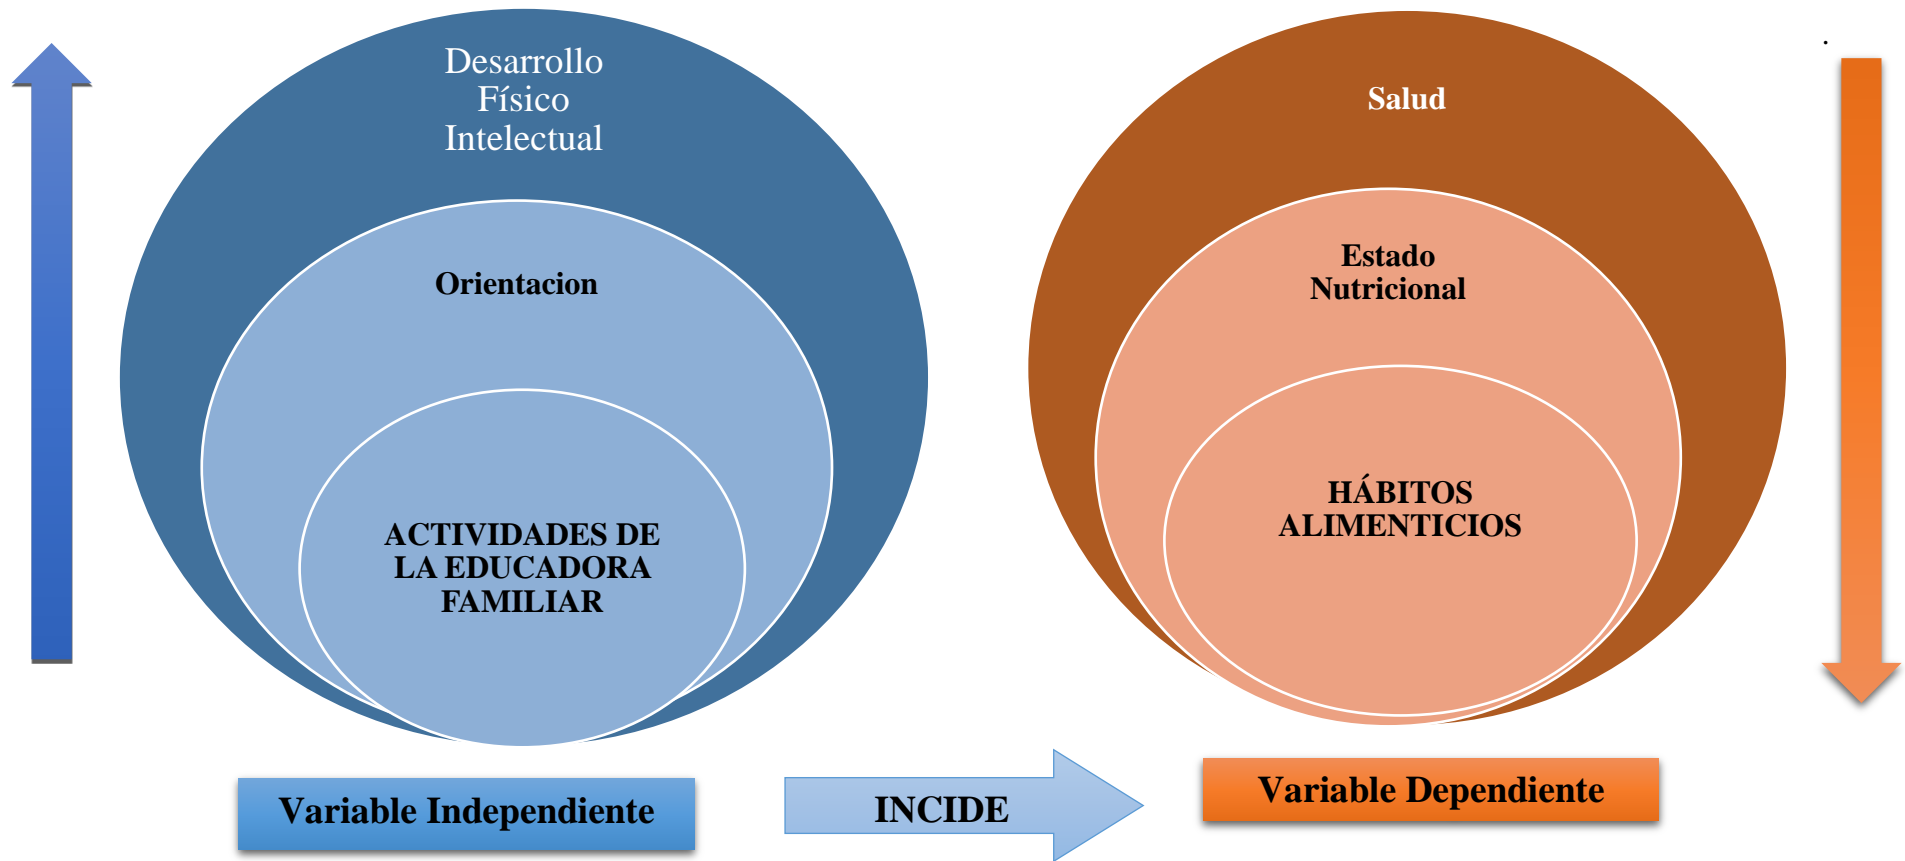 Desarrollo
Físico
Intelectual
Orientacion
ACTIVIDADES DE
LA EDUCADORA
FAMILIAR
Variable Independiente
INCIDE
.
Salud
Estado
Nutricional
HÁBITOS
ALIMENTICIOS
Variable Dependiente